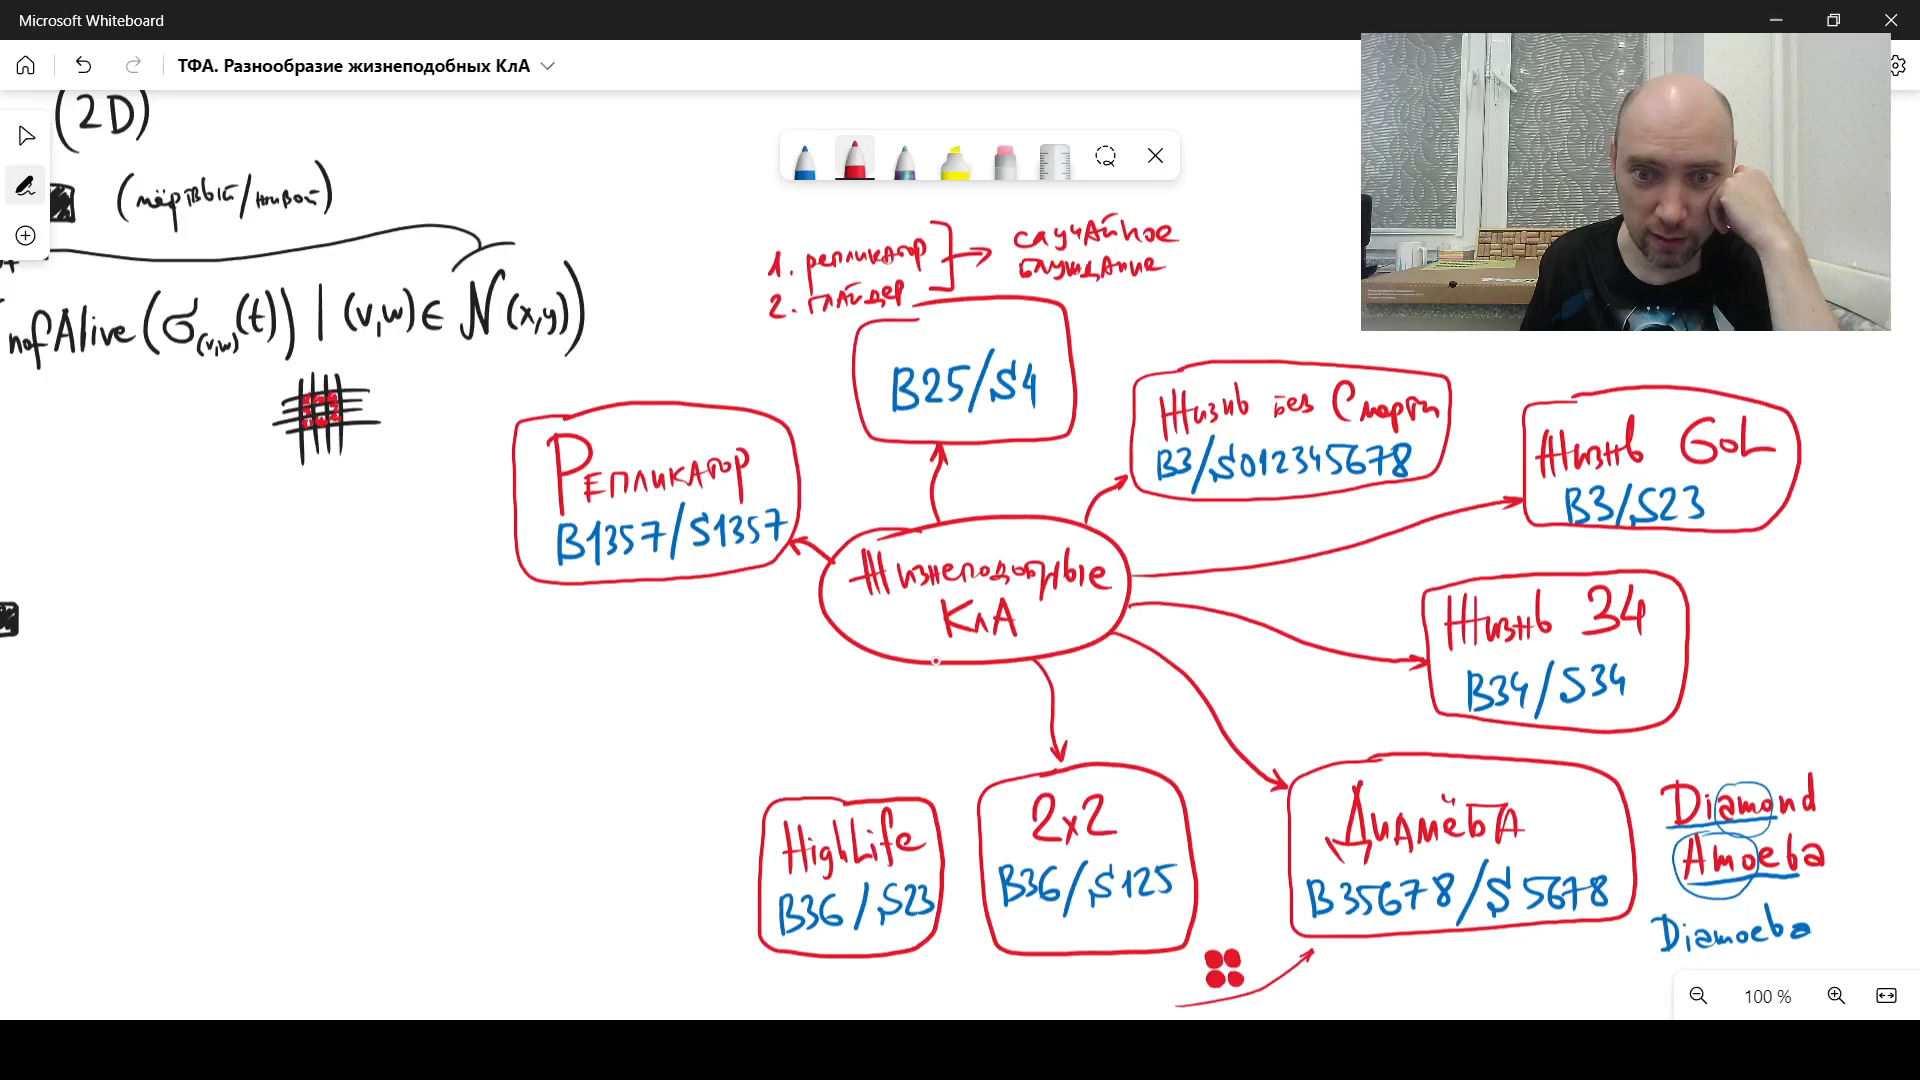 Microsoft Whiteboard
ТФА. Разнообразие жизнеподобных КлА
(2D)
(мёртвый/живой)
nofAlive(σ(v,w)(t)) | (v,w)∈ N(x,y))
1. репликатор
2. глайдер
случайное
блуждание
B25/S4
Жизнь без Смерти
B3/S012345678
Жизнь GoL
B3/S23
Репликатор
B1357/S1357
Жизнеподобные
КлА
Жизнь 34
B34/S34
HighLife
B36/S23
2x2
B36/S125
Диамёба
B35678/S5678
Diamond
Amoeba
Diamoeba
100 %